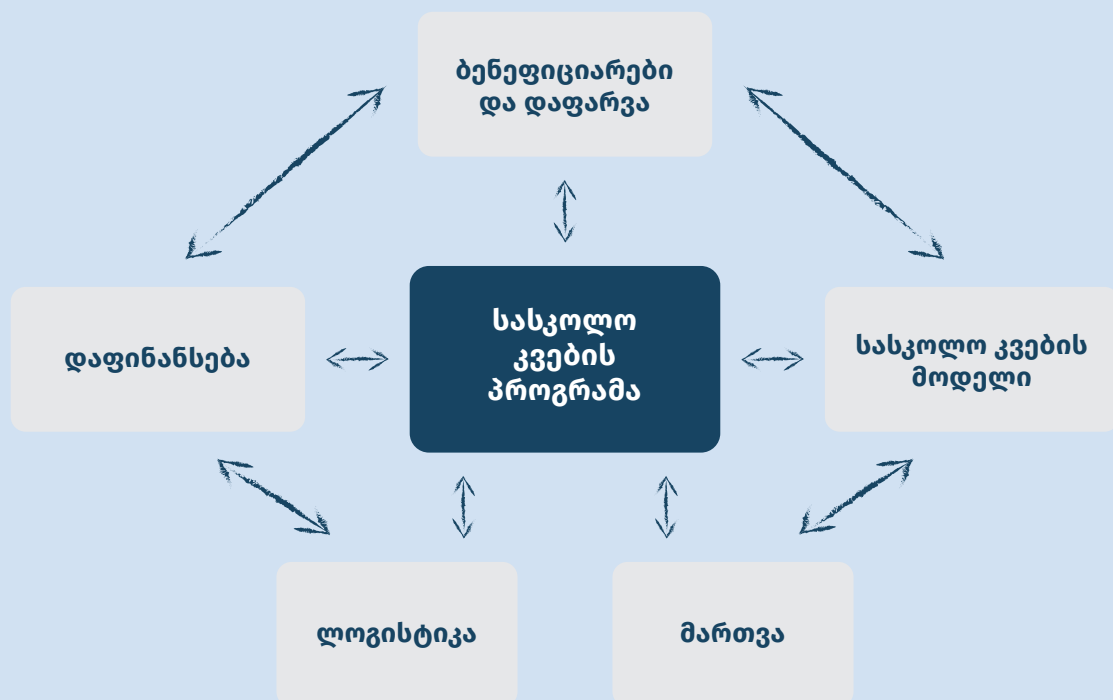 ბენეფიციარები
და დაფარვა
სასკოლო
კვების
პროგრამა
დაფინანსება
სასკოლო კვების
მოდელი
ლოგისტიკა
მართვა